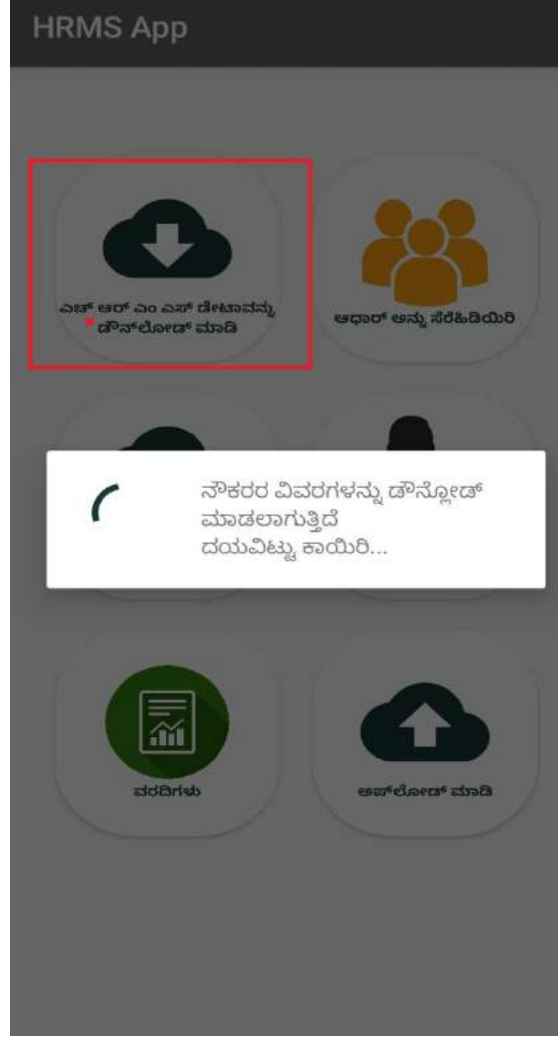 HRMS App
ಎಚ್ ಆರ್ ಎಂ ಎಸ್ ಡೇಟಾವನ್ನು
ಡೌನ್‌ಲೋಡ್ ಮಾಡಿ
ಆಧಾರ್ ಅನ್ನು ಸೆರೆಹಿಡಿಯಿರಿ
ನೌಕರರ ವಿವರಗಳನ್ನು ಡೌನ್ಲೋಡ್
ಮಾಡಲಾಗುತ್ತಿದೆ
ದಯವಿಟ್ಟು ಕಾಯಿರಿ...
ವರದಿಗಳು
ಅಪ್‌ಲೋಡ್ ಮಾಡಿ